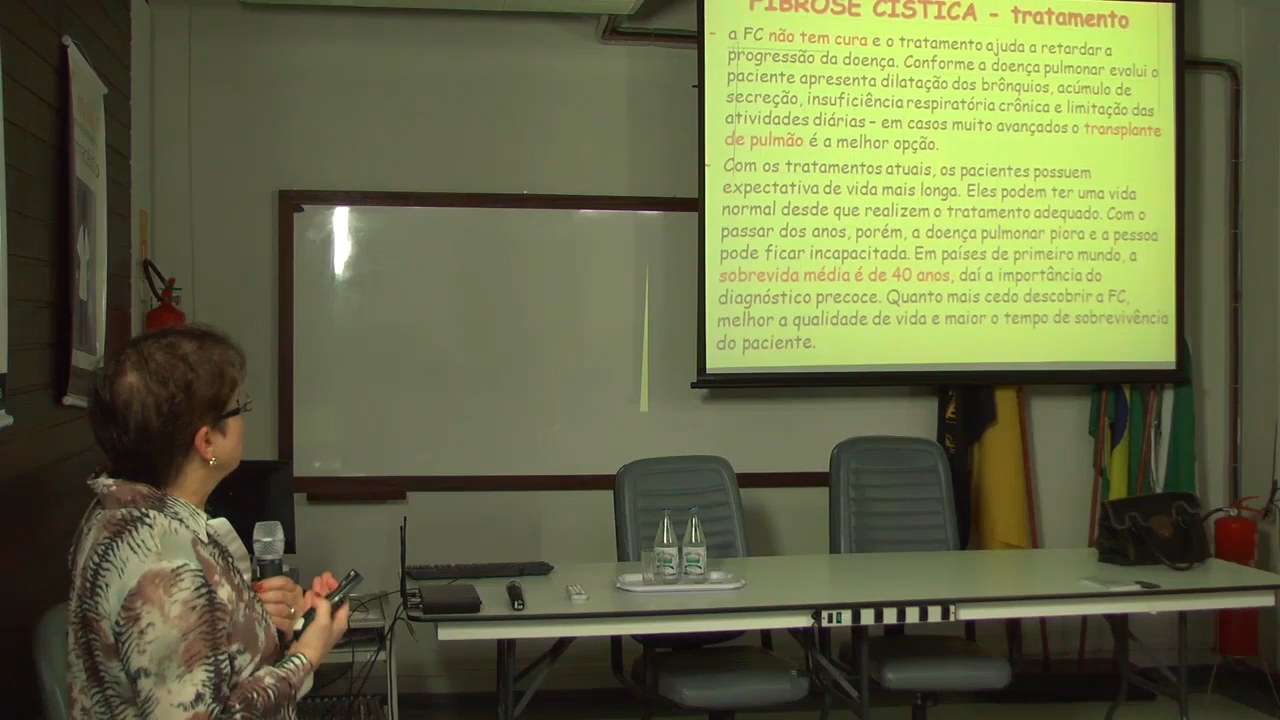 FIBROSE CÍSTICA - tratamento
- a FC não tem cura e o tratamento ajuda a retardar a
progressão da doença. Conforme a doença pulmonar evolui o
paciente apresenta dilatação dos brônquios, acúmulo de
secreção, insuficiência respiratória crônica e limitação das
atividades diárias – em casos muito avançados o transplante
de pulmão é a melhor opção.
- Com os tratamentos atuais, os pacientes possuem
expectativa de vida mais longa. Eles podem ter uma vida
normal desde que realizem o tratamento adequado. Com o
passar dos anos, porém, a doença pulmonar piora e a pessoa
pode ficar incapacitada. Em países de primeiro mundo, a
sobrevida média é de 40 anos, daí a importância do
diagnóstico precoce. Quanto mais cedo descobrir a FC,
melhor a qualidade de vida e maior o tempo de sobrevivência
do paciente.